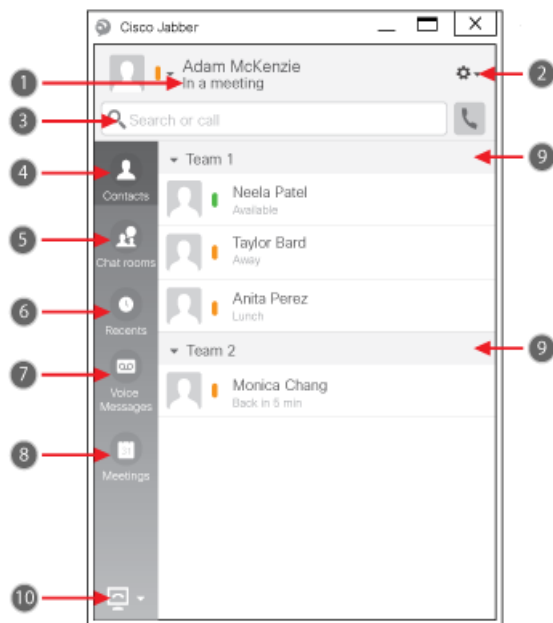 Cisco Jabber
Adam McKenzie
1 In a meeting 2
3 Search or call
Team 1 9
4 Contacts
Neela Patel
Available
5 Chat rooms
Taylor Bard
Away
6 Recents
Anita Perez
Lunch
Team 2 9
7 Voice
Messages
Monica Chang
Back in 5 min
8 31
Meetings
10